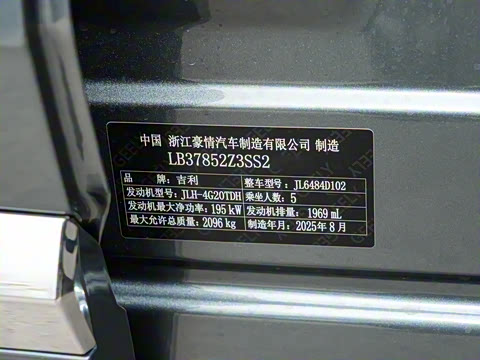 中国 浙江豪情汽车制造有限公司 制造
LB37852Z3SS2
品牌：吉利 整车型号：JL6484D102
发动机型号：JLH-4G20TDH 乘坐人数：5
发动机最大净功率：195 kW 发动机排量：1969 mL
最大允许总质量：2096 kg 制造年月：2025年8月